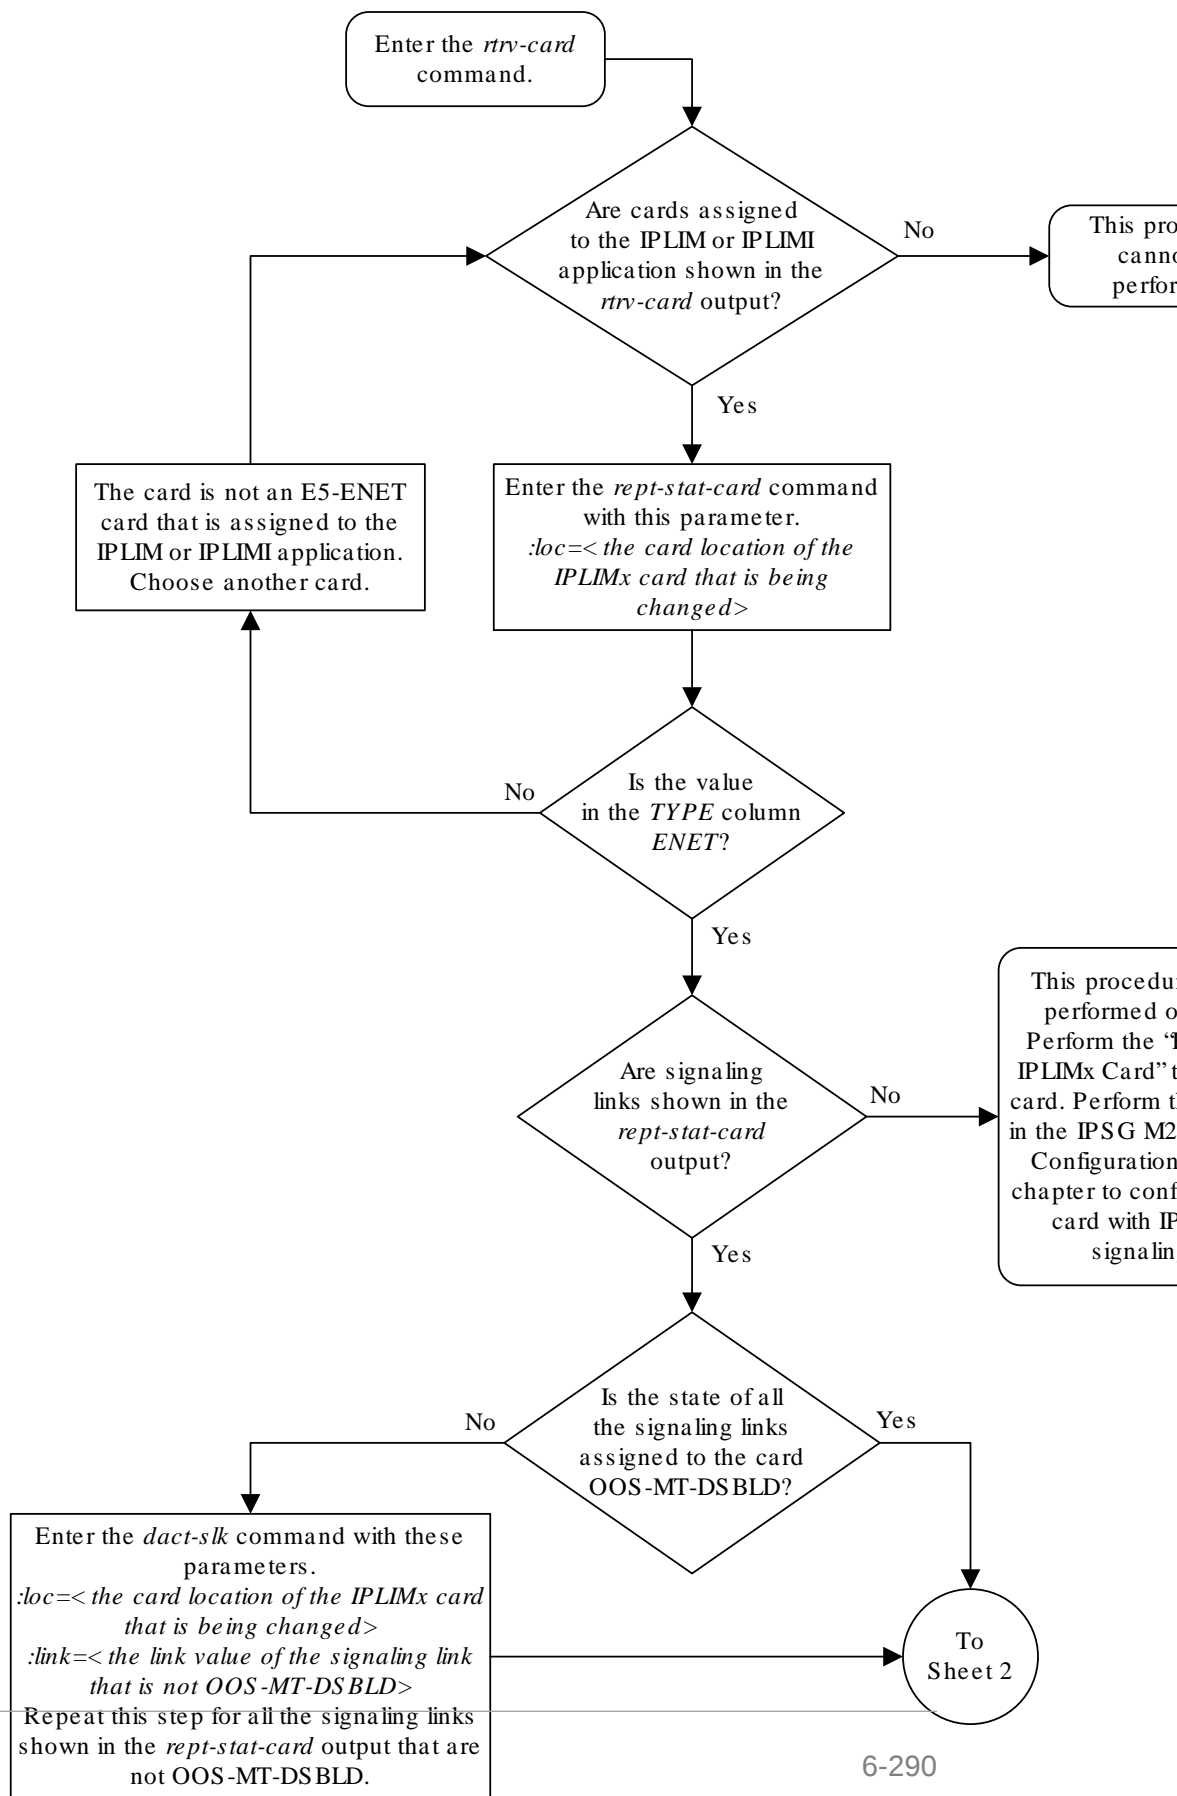 Enter the rtrv-card
command.
Are cards assigned
to the IPLIM or IPLIMI
application shown in the
rtrv-card output?
No
This
Yes
The card is not an E5-ENET
card that is assigned to the
IPLIM or IPLIMI application.
Choose another card.
Enter the rept-stat-card command
with this parameter.
:loc=< the card location of the
IPLIMx card that is being
changed>
No
Is the value
in the TYPE column
ENET?
Yes
Are signaling
links shown in the
rept-stat-card
output?
No
This
performed
Perform the
IPLIMx Card”
card. Perform
in the IPSG
Configuration
chapter to
card with
Yes
Is the state of all
the signaling links
assigned to the card
OOS-MT-DSBLD?
No
Yes
Enter the dact-slk command with these
parameters.
:loc=< the card location of the IPLIMx card
that is being changed>
:link=< the link value of the signaling link
that is not OOS-MT-DSBLD>
Repeat this step for all the signaling links
shown in the rept-stat-card output that are
not OOS-MT-DSBLD.
To
Sheet 2
6-290